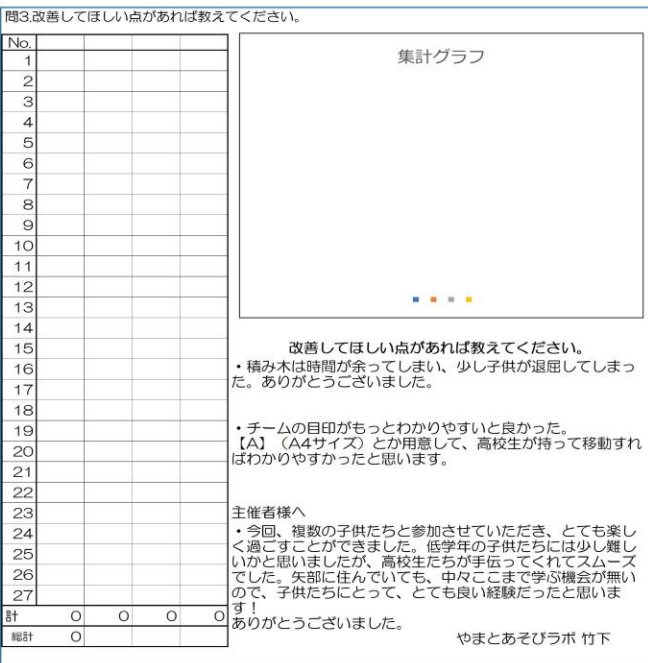 問3.改善してほしい点があれば教えてください。
No.
1
2
3
4
5
6
7
8
9
10
11
12
13
14
15
16
17
18
19
20
21
22
23
24
25
26
27
計 0 0 0 0
総計 0
集計グラフ
改善してほしい点があれば教えてください。
・積み木は時間が余ってしまい、少し子供が退屈してしまっ
た。ありがとうございました。
・チームの目印がもっとわかりやすいと良かった。
【A】（A4サイズ）とか用意して、高校生が持って移動すれ
ばわかりやすかったと思います。
主催者様へ
・今回、複数の子供たちと参加させていただき、とても楽し
く過ごすことができました。低学年の子供たちには少し難し
いかと思いましたが、高校生たちが手伝ってくれてスムーズ
でした。矢部に住んでいても、中々ここまで学ぶ機会が無い
ので、子供たちにとって、とても良い経験だったと思いま
す！
ありがとうございました。
やまとあそびラボ 竹下